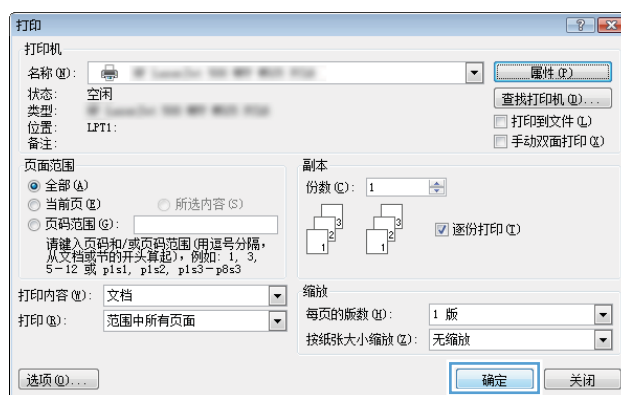 打印
打印机
名称(N):
属性(P)
状态: 空闲
查找打印机(D)...
类型:
位置: LPT1:
打印到文件(L)
备注:
手动双面打印(X)
页面范围
全部(A)
当前页(E) 所选内容(S)
页码范围(G):
请键入页码和/或页码范围(用逗号分隔,
从文档或节的开头算起), 例如: 1, 3,
5-12 或 p1s1, p1s2, p1s3-p8s3
副本
份数(C): 1
3 3
2 2
1 1
逐份打印(T)
打印内容(W): 文档
打印(R): 范围中所有页面
缩放
每页的版数(H): 1 版
按纸张大小缩放(Z): 无缩放
选项(O)...
确定 关闭